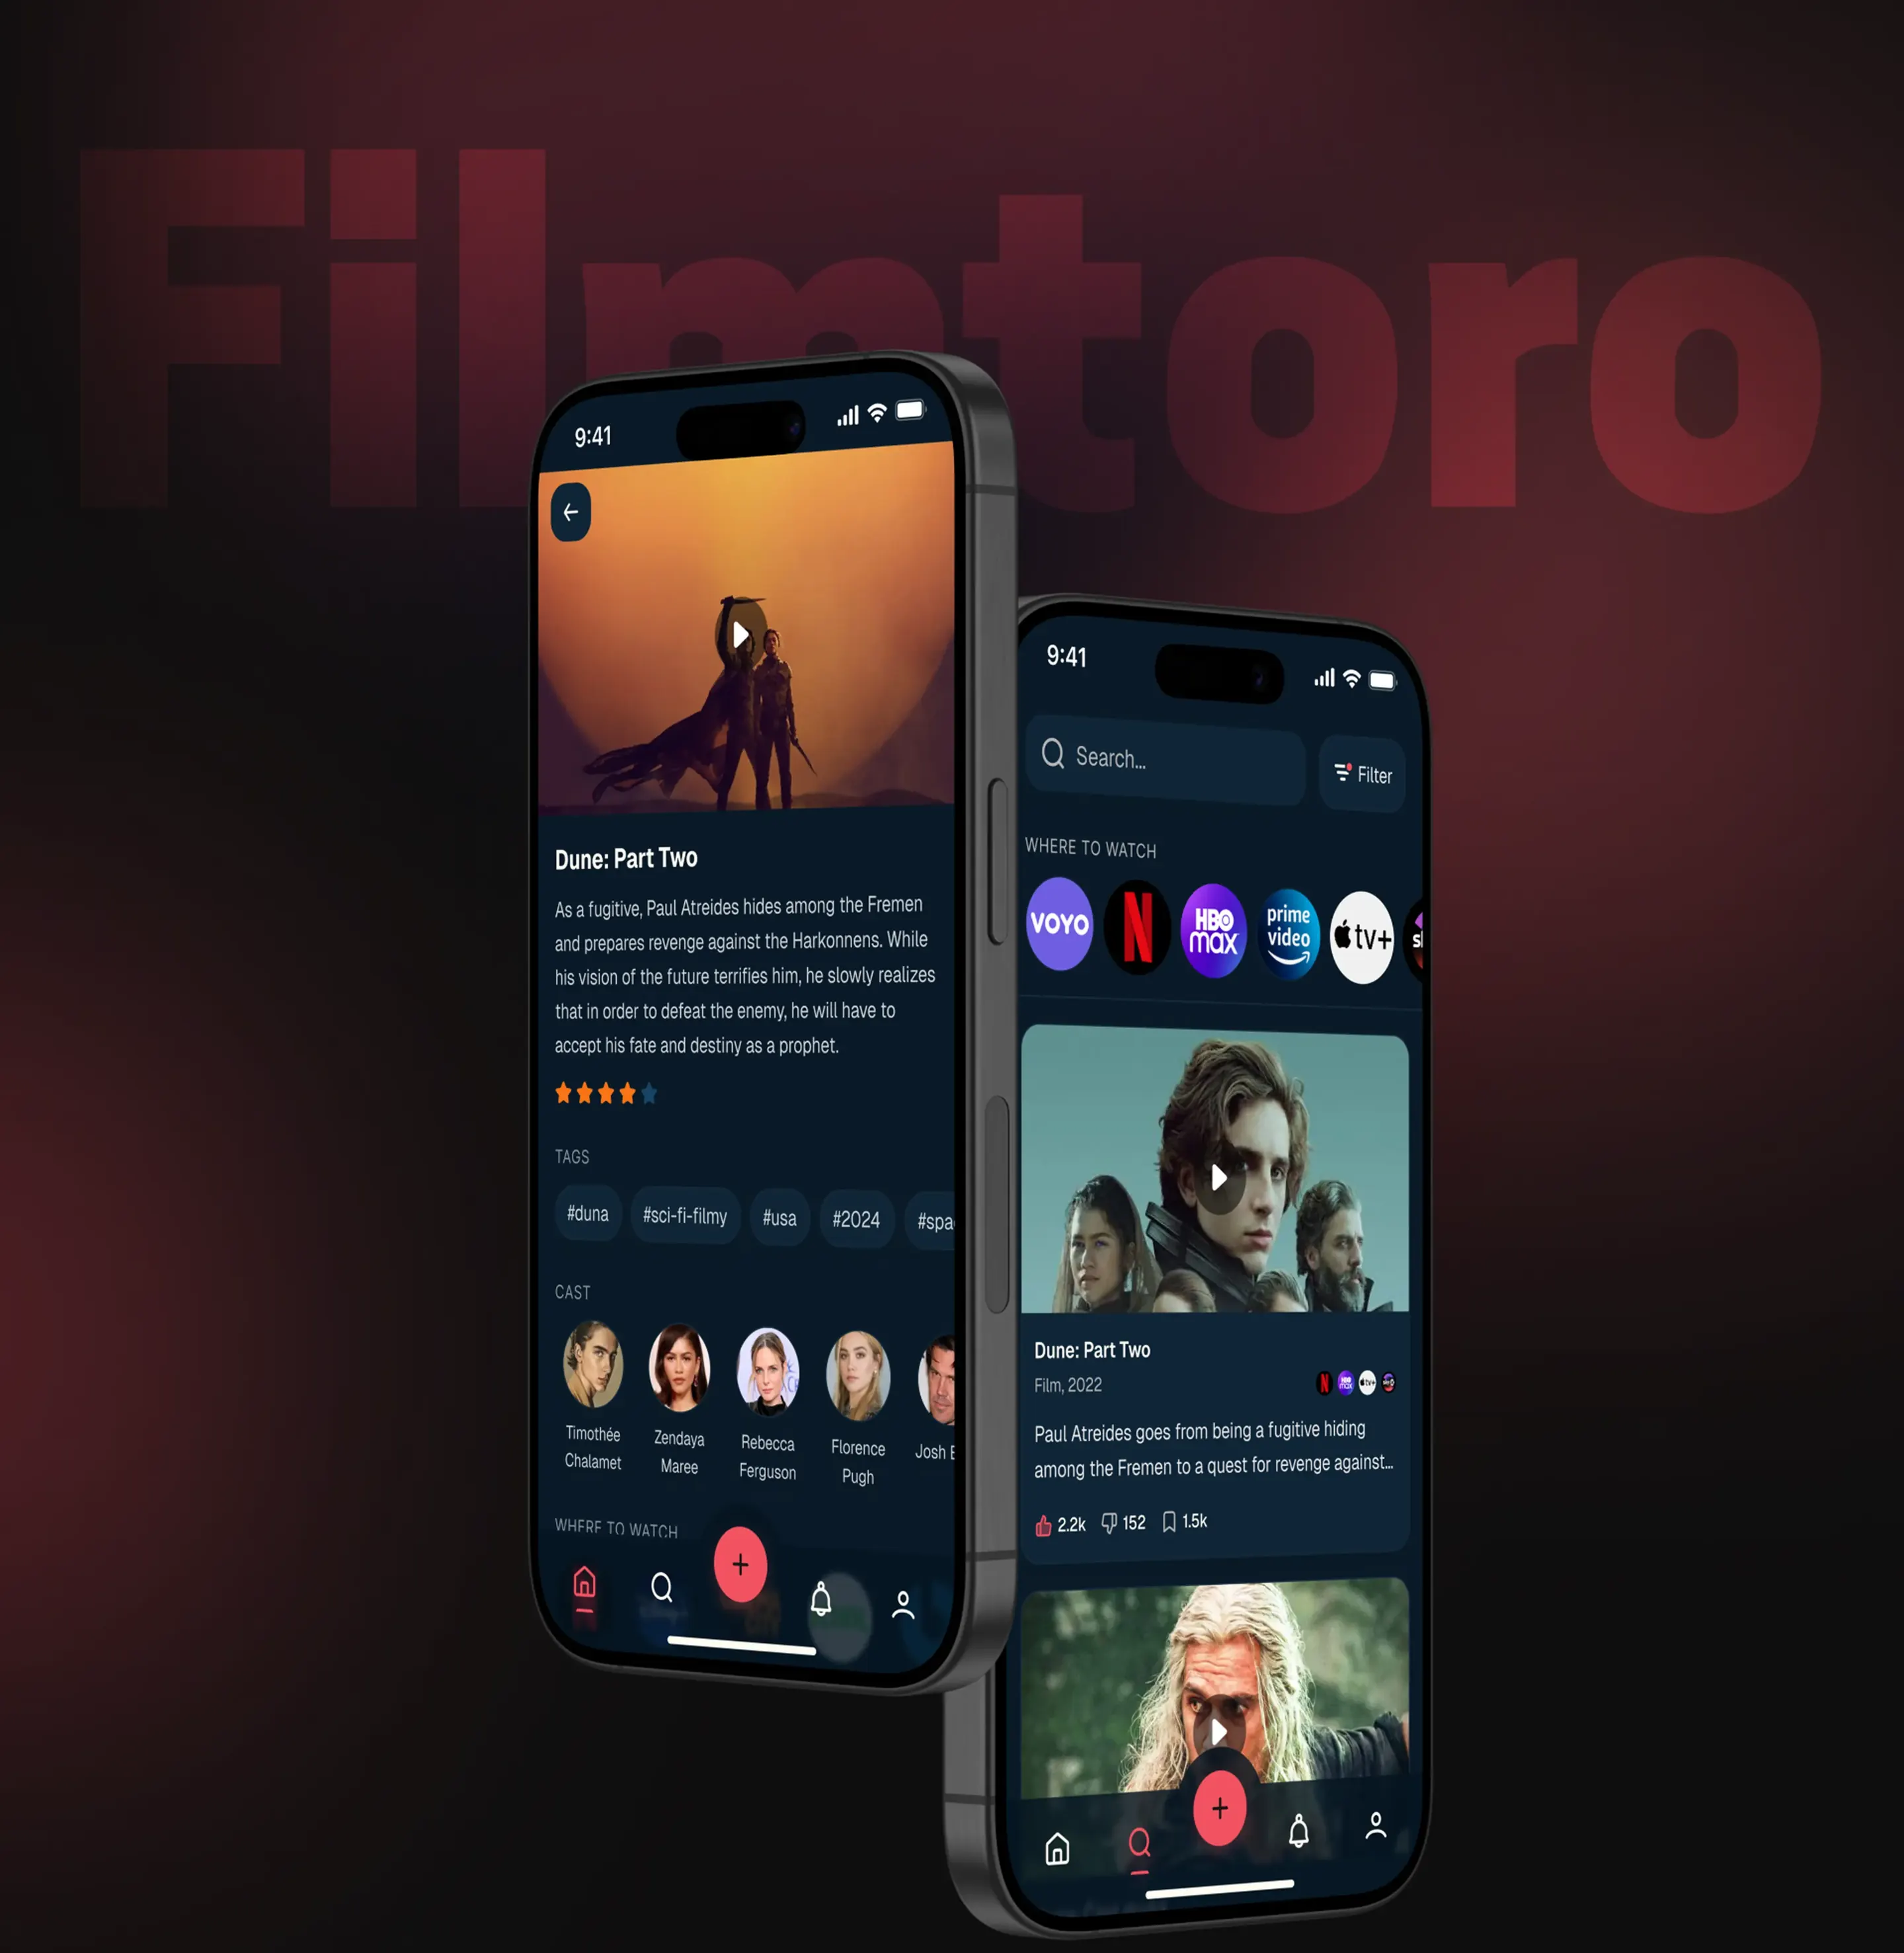 Filmtoro
9:41
Dune: Part Two
As a fugitive, Paul Atreides hides among the Fremen
and prepares revenge against the Harkonnens. While
his vision of the future terrifies him, he slowly realizes
that in order to defeat the enemy, he will have to
accept his fate and destiny as a prophet.
TAGS
#duna #sci-fi-filmy #usa #2024 #spa
CAST
Timothée
Chalamet
Zendaya
Maree
Rebecca
Ferguson
Florence
Pugh
Josh
WHERE TO WATCH
9:41
Search...
Filter
WHERE TO WATCH
VOYO
N
HBO
max
prime
video
tv+
Dune: Part Two
Film, 2022
N HBO max tv+
Paul Atreides goes from being a fugitive hiding
among the Fremen to a quest for revenge against...
2.2k 152 1.5k